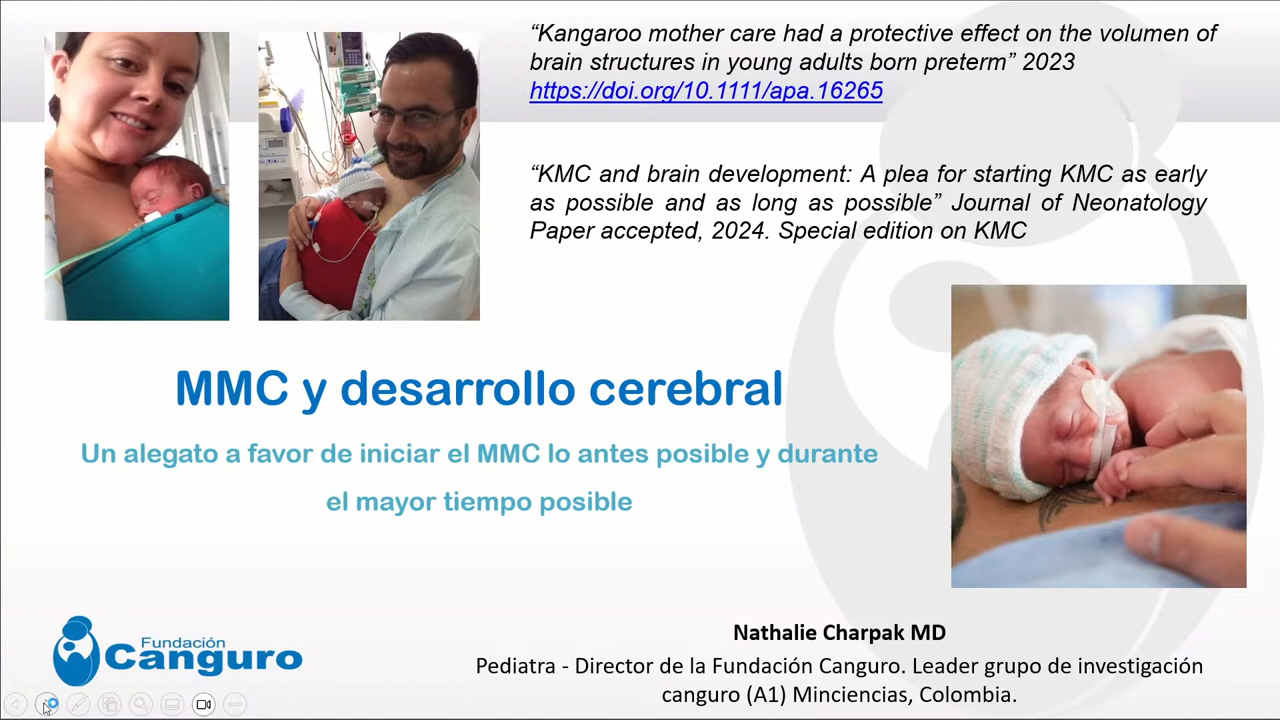 “Kangaroo mother care had a protective effect on the volumen of
brain structures in young adults born preterm” 2023
https://doi.org/10.1111/apa.16265
“KMC and brain development: A plea for starting KMC as early
as possible and as long as possible” Journal of Neonatology
Paper accepted, 2024. Special edition on KMC
MMC y desarrollo cerebral
Un alegato a favor de iniciar el MMC lo antes posible y durante
el mayor tiempo posible
Fundación
Canguro
Nathalie Charpak MD
Pediatra - Director de la Fundación Canguro. Leader grupo de investigación
canguro (A1) Minciencias, Colombia.